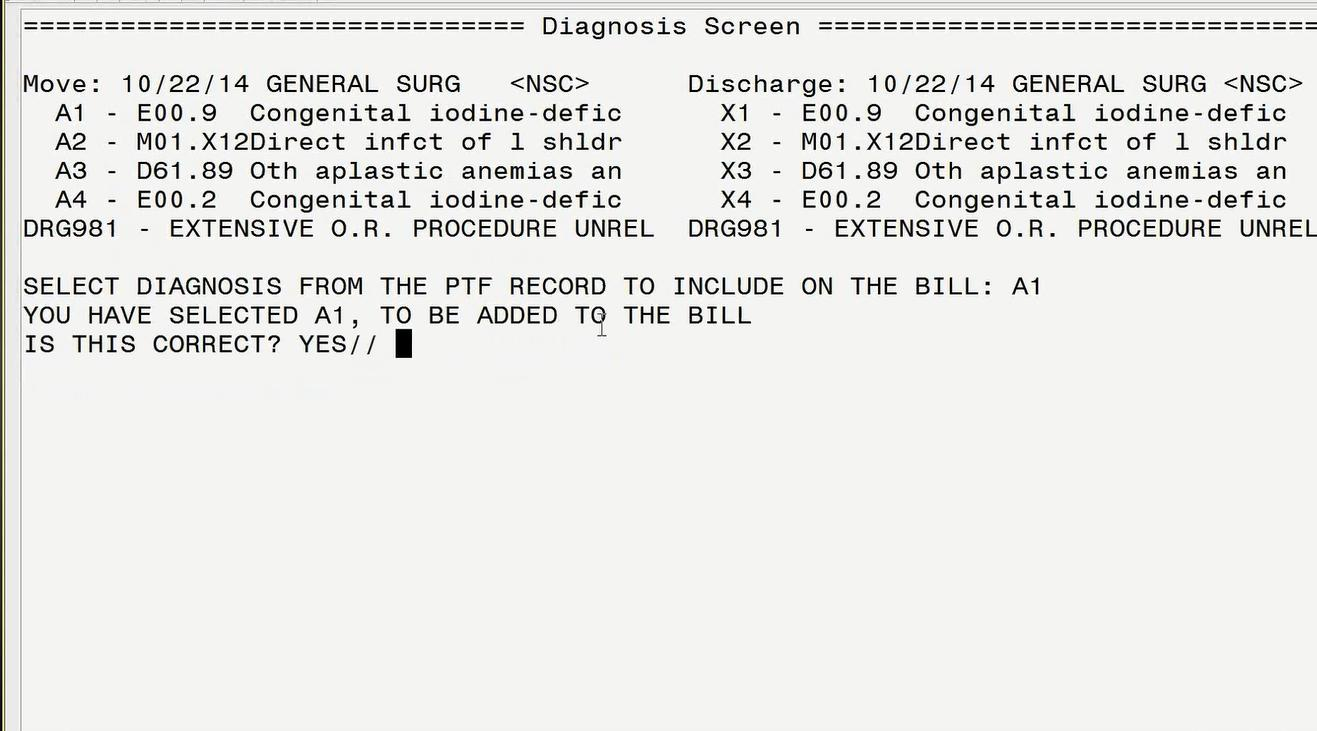 =============================== Diagnosis Screen ===============================
Move: 10/22/14 GENERAL SURG   <NSC>      Discharge: 10/22/14 GENERAL SURG <NSC>
  A1 - E00.9  Congenital iodine-defic      X1 - E00.9  Congenital iodine-defic
  A2 - M01.X12Direct infct of l shldr      X2 - M01.X12Direct infct of l shldr
  A3 - D61.89 Oth aplastic anemias an      X3 - D61.89 Oth aplastic anemias an
  A4 - E00.2  Congenital iodine-defic      X4 - E00.2  Congenital iodine-defic
DRG981 - EXTENSIVE O.R. PROCEDURE UNREL  DRG981 - EXTENSIVE O.R. PROCEDURE UNREL
SELECT DIAGNOSIS FROM THE PTF RECORD TO INCLUDE ON THE BILL: A1
YOU HAVE SELECTED A1, TO BE ADDED TO THE BILL
IS THIS CORRECT? YES//